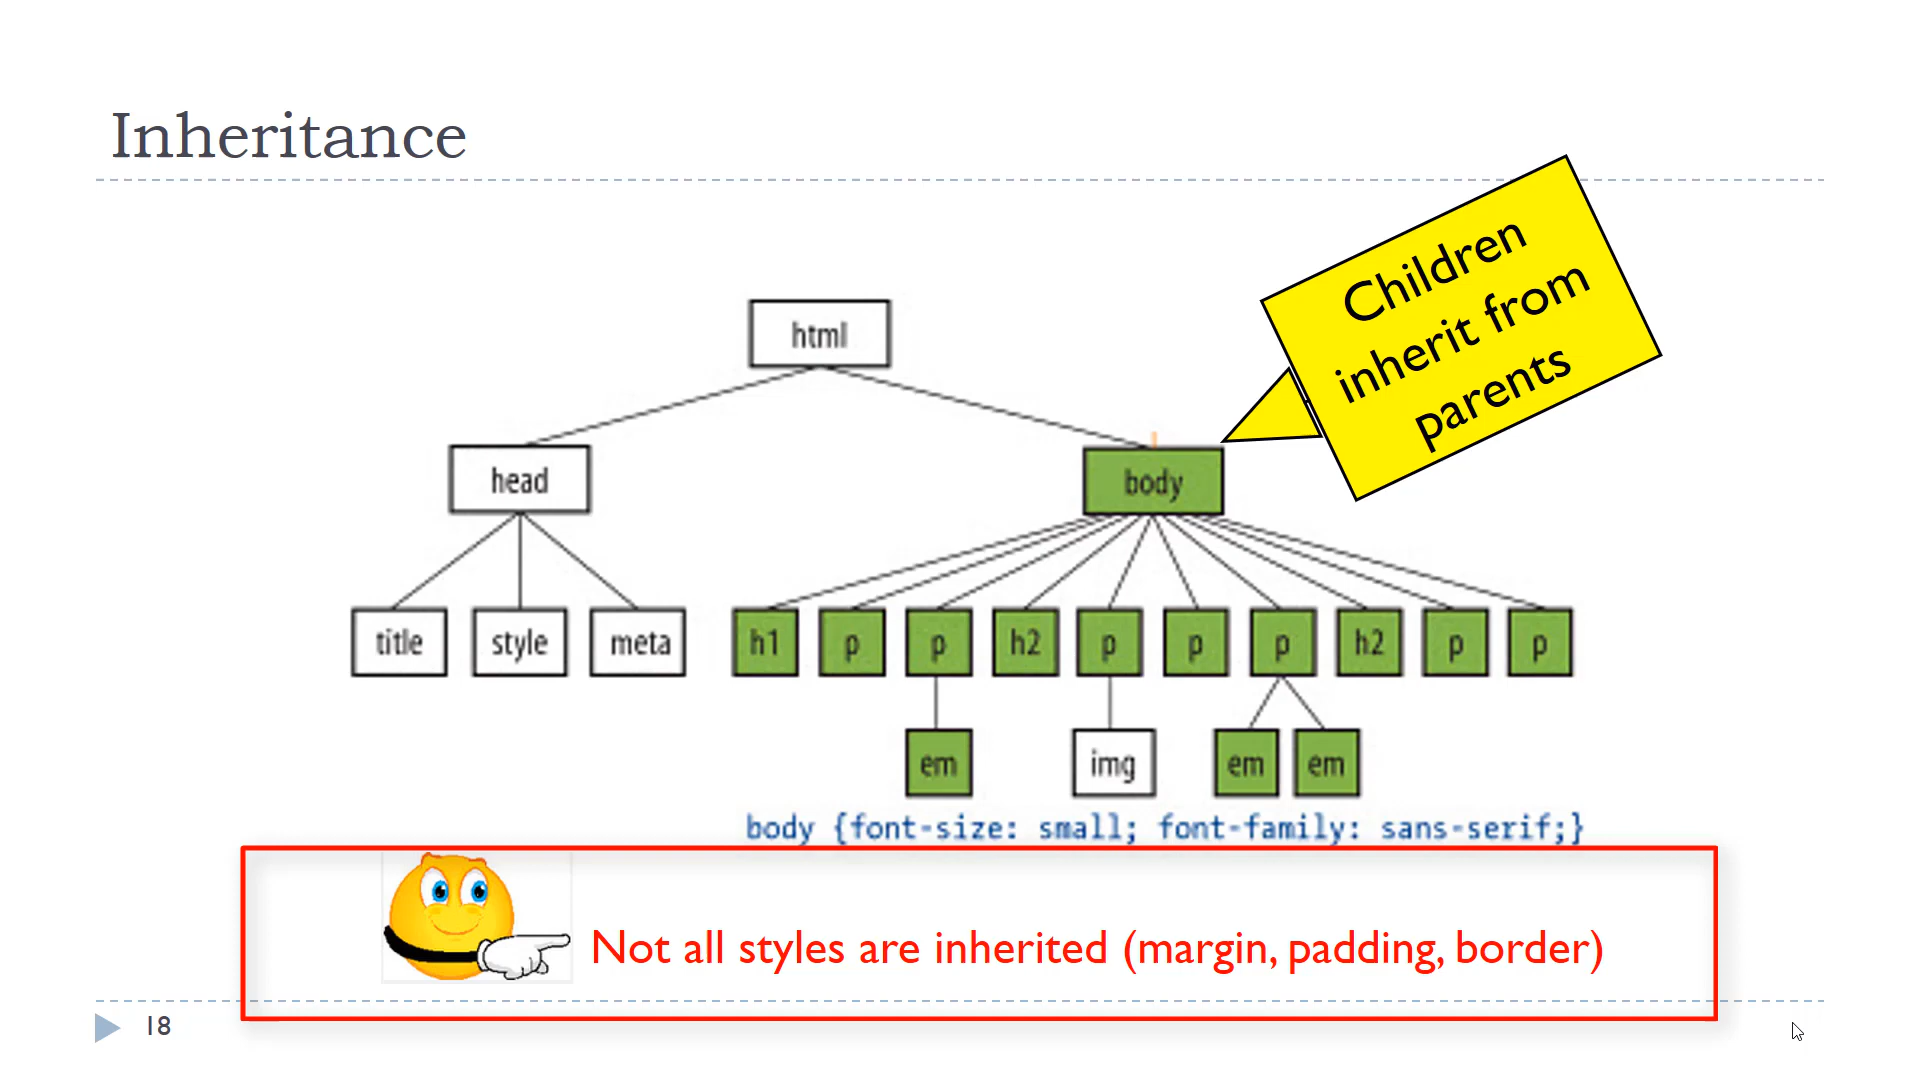 Inheritance
Children
inherit from
parents
html
head
body
title style meta h1 p p h2 p p p h2 p p
em img em em
body {font-size: small; font-family: sans-serif;}
Not all styles are inherited (margin, padding, border)
18